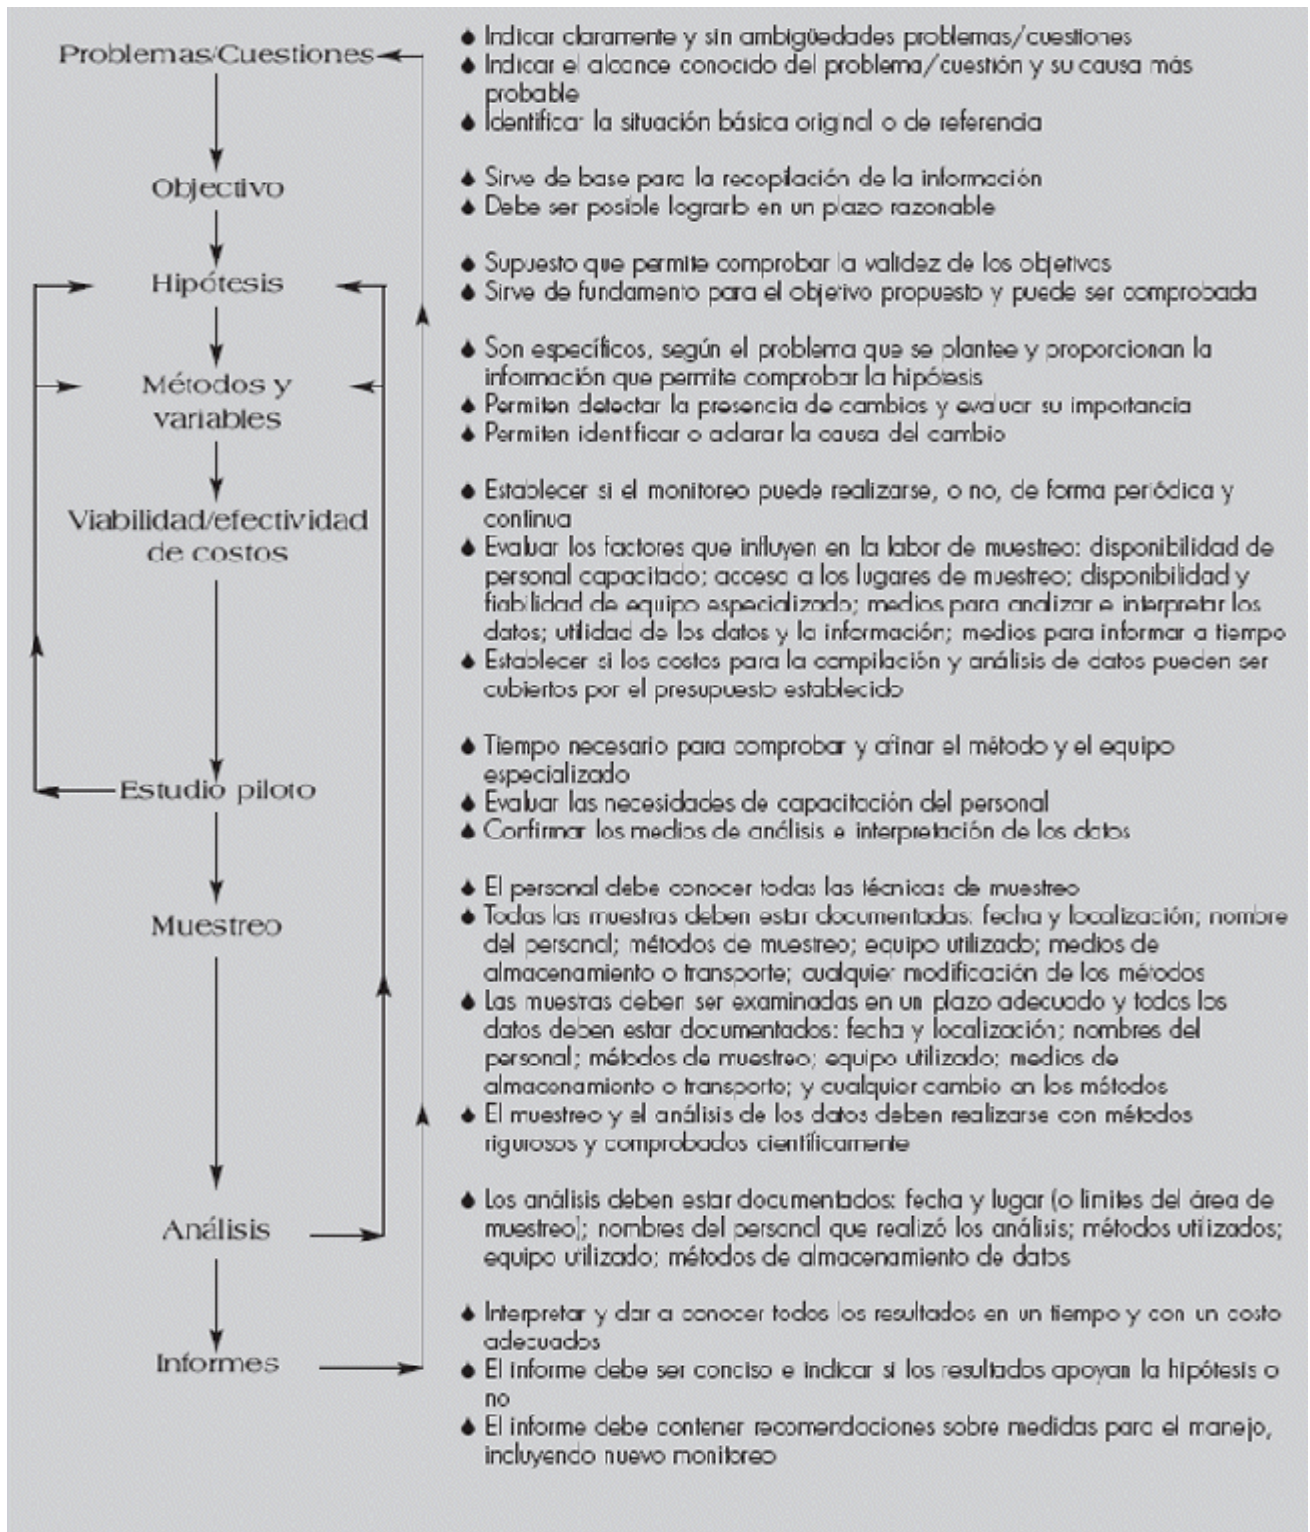 Problemas/Cuestiones
Indicar claramente y sin ambigüedades problemas/cuestiones
Indicar el alcance conocido del problema/cuestión y su causa más
probable
Identificar la situación básica original o de referencia
Objectivo
Sirve de base para la recopilación de la información
Debe ser posible lograrlo en un plazo razonable
Hipótesis
Supuesto que permite comprobar la validez de los objetivos
Sirve de fundamento para el objetivo propuesto y puede ser comprobada
Métodos y
variables
Son específicos, según el problema que se plantee y proporcionan la
información que permite comprobar la hipótesis
Permiten detectar la presencia de cambios y evaluar su importancia
Permiten identificar o aclarar la causa del cambio
Viabilidad/efectividad
de costos
Establecer si el monitoreo puede realizarse, o no, de forma periódica y
continua
Evaluar los factores que influyen en la labor de muestreo: disponibilidad de
personal capacitado; acceso a los lugares de muestreo; disponibilidad y
fiabilidad de equipo especializado; medios para analizar e interpretar los
datos; utilidad de los datos y la información; medios para informar a tiempo
Establecer si los costos para la compilación y análisis de datos pueden ser
cubiertos por el presupuesto establecido
Estudio piloto
Tiempo necesario para comprobar y afinar el método y el equipo
especializado
Evaluar las necesidades de capacitación del personal
Confirmar los medios de análisis e interpretación de los datos
Muestreo
El personal debe conocer todas las técnicas de muestreo
Todas las muestras deben estar documentadas: fecha y localización; nombre
del personal; métodos de muestreo; equipo utilizado; medios de
almacenamiento o transporte; cualquier modificación de los métodos
Las muestras deben ser examinadas en un plazo adecuado y todos los
datos deben estar documentados: fecha y localización; nombres del
personal; métodos de muestreo; equipo utilizado; medios de
almacenamiento o transporte; y cualquier cambio en los métodos
El muestreo y el análisis de los datos deben realizarse con métodos
rigurosos y comprobados científicamente
Análisis
Los análisis deben estar documentados: fecha y lugar (o límites del área de
muestreo); nombres del personal que realizó los análisis; métodos utilizados;
equipo utilizado; métodos de almacenamiento de datos
Informes
Interpretar y dar a conocer todos los resultados en un tiempo y con un costo
adecuados
El informe debe ser conciso e indicar si los resultados apoyan la hipótesis o
no
El informe debe contener recomendaciones sobre medidas para el manejo,
incluyendo nuevo monitoreo